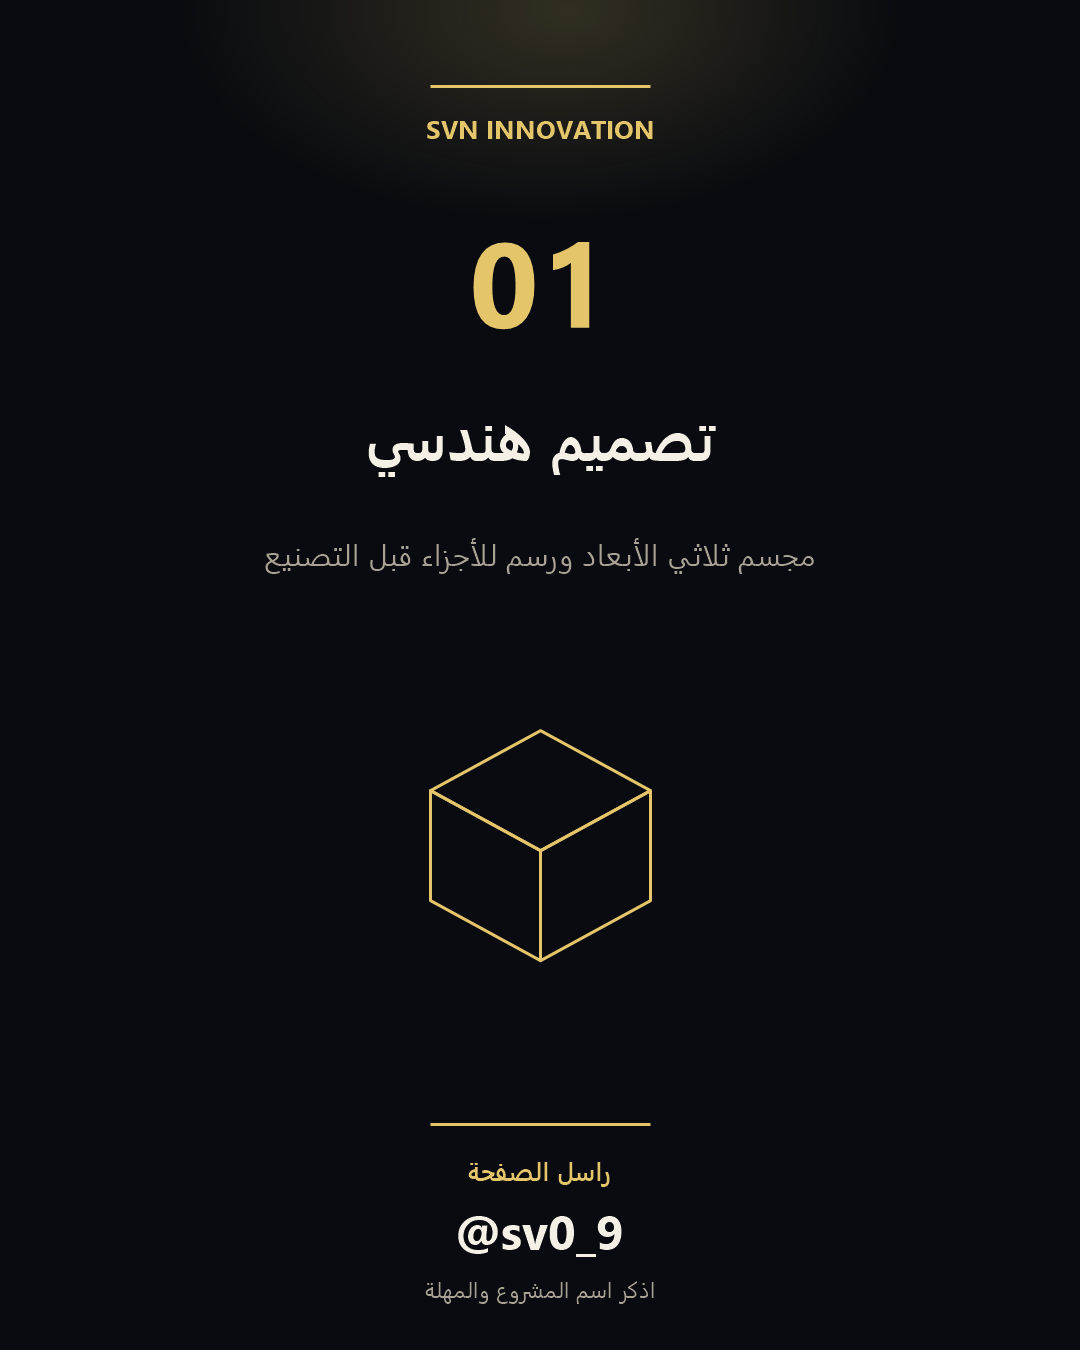 SVN INNOVATION
01
تصميم هندسي
مجسم ثلاثي الأبعاد ورسم للأجزاء قبل التصنيع
راسل الصفحة
@sv0_9
اذكر اسم المشروع والمهلة